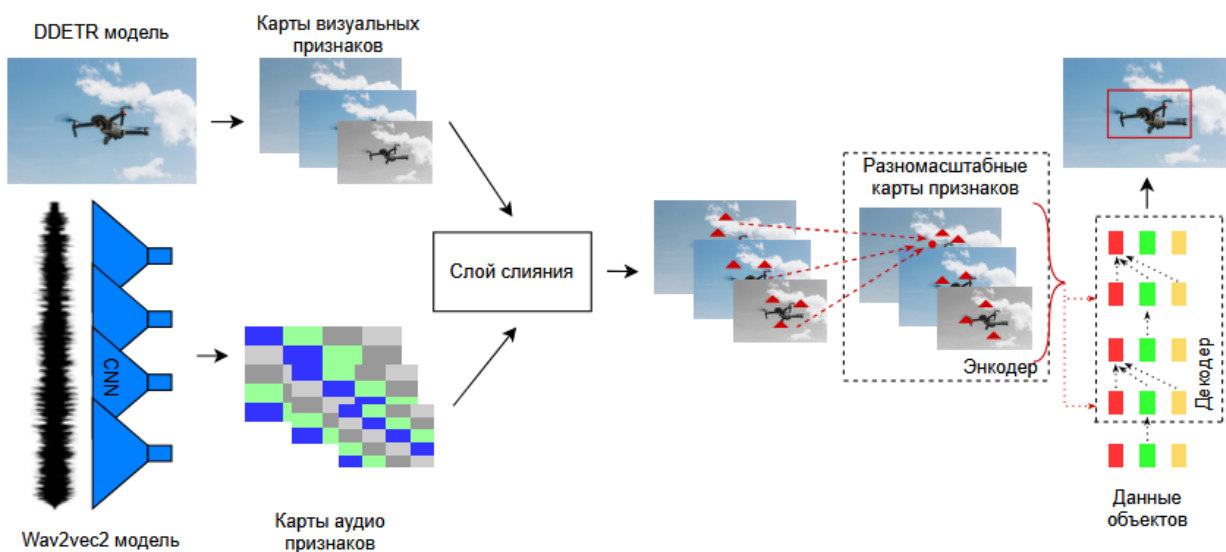 DDETR модель
Карты визуальных
признаков
CNN
Wav2vec2 модель
Карты аудио
признаков
Слой слияния
Разномасштабные
карты признаков
Энкодер
Декодер
Данные
объектов